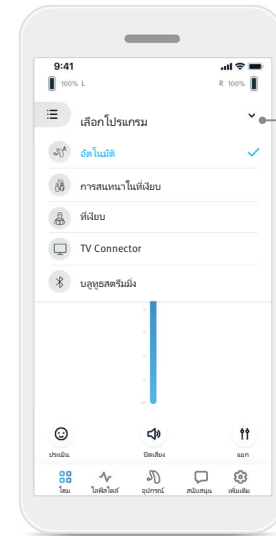 9:41
100% L
R 100%
เลือกโปรแกรม
อัตโนมัติ
การสนทนาในที่เงียบ
ที่เงียบ
TV Connector
บลูทูธสตรีมมิ่ง
ประเมิน
ปิดเสียง
แยก
โฮม
ไลฟ์สไตล์
อุปกรณ์
สนับสนุน
เพิ่มเติม